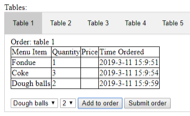 Tables:
Table 1 Table 2 Table 3 Table 4 Table 5
Order: table 1
Menu Item Quantity Price Time Ordered
Fondue 1 2019-3-11 15:9:51
Coke 3 2019-3-11 15:9:54
Dough balls 2 2019-3-11 15:9:59
Dough balls 2 Add to order Submit order